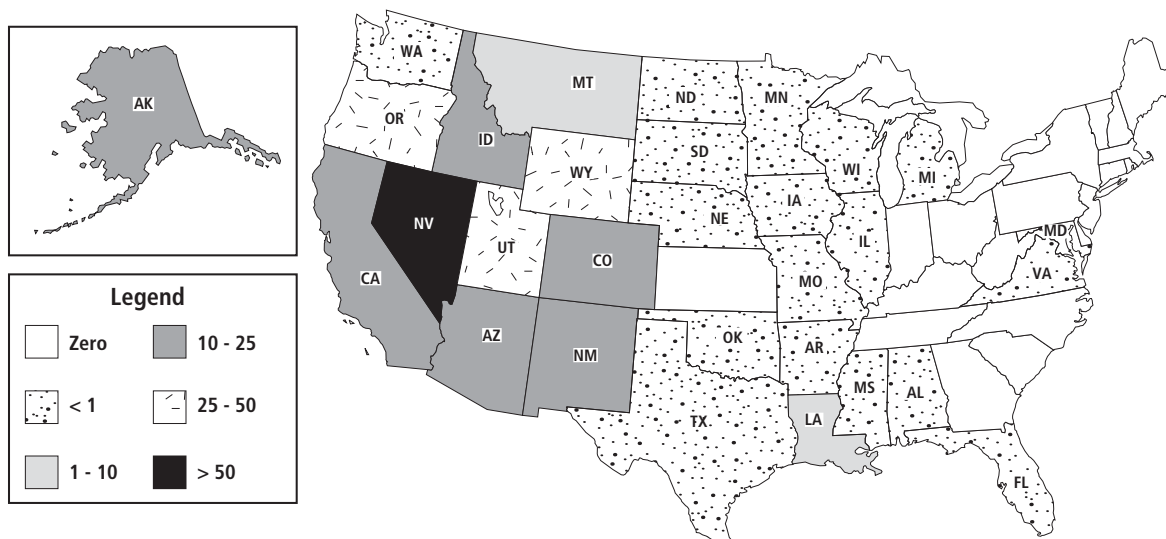 AK
Legend
Zero
10 - 25
< 1
25 - 50
1 - 10
> 50
WA
MT
ND
MN
OR
ID
SD
WI
MI
WY
NE
IA
NV
UT
CO
IL
MD
VA
CA
MO
AZ
NM
OK
AR
MS
AL
TX
LA
FL